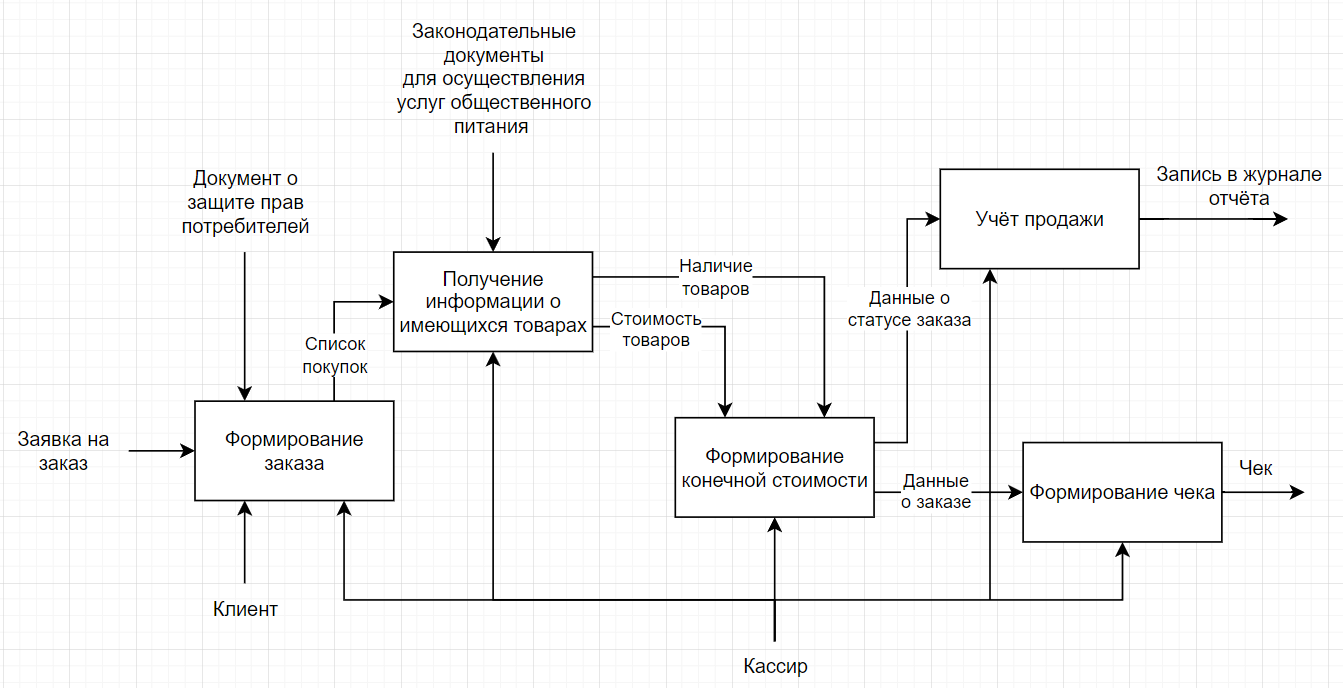 Законодательные
документы
для осуществления
услуг общественного
питания
Документ о
защите прав
потребителей
Запись в журнале
отчёта
Учёт продажи
Получение
информации о
имеющихся товарах
Наличие
товаров
Стоимость
товаров
Данные о
статусе заказа
Список
покупок
Заявка на
заказ
Формирование
заказа
Формирование
конечной стоимости
Данные
о заказе
Формирование чека
Чек
Клиент
Кассир